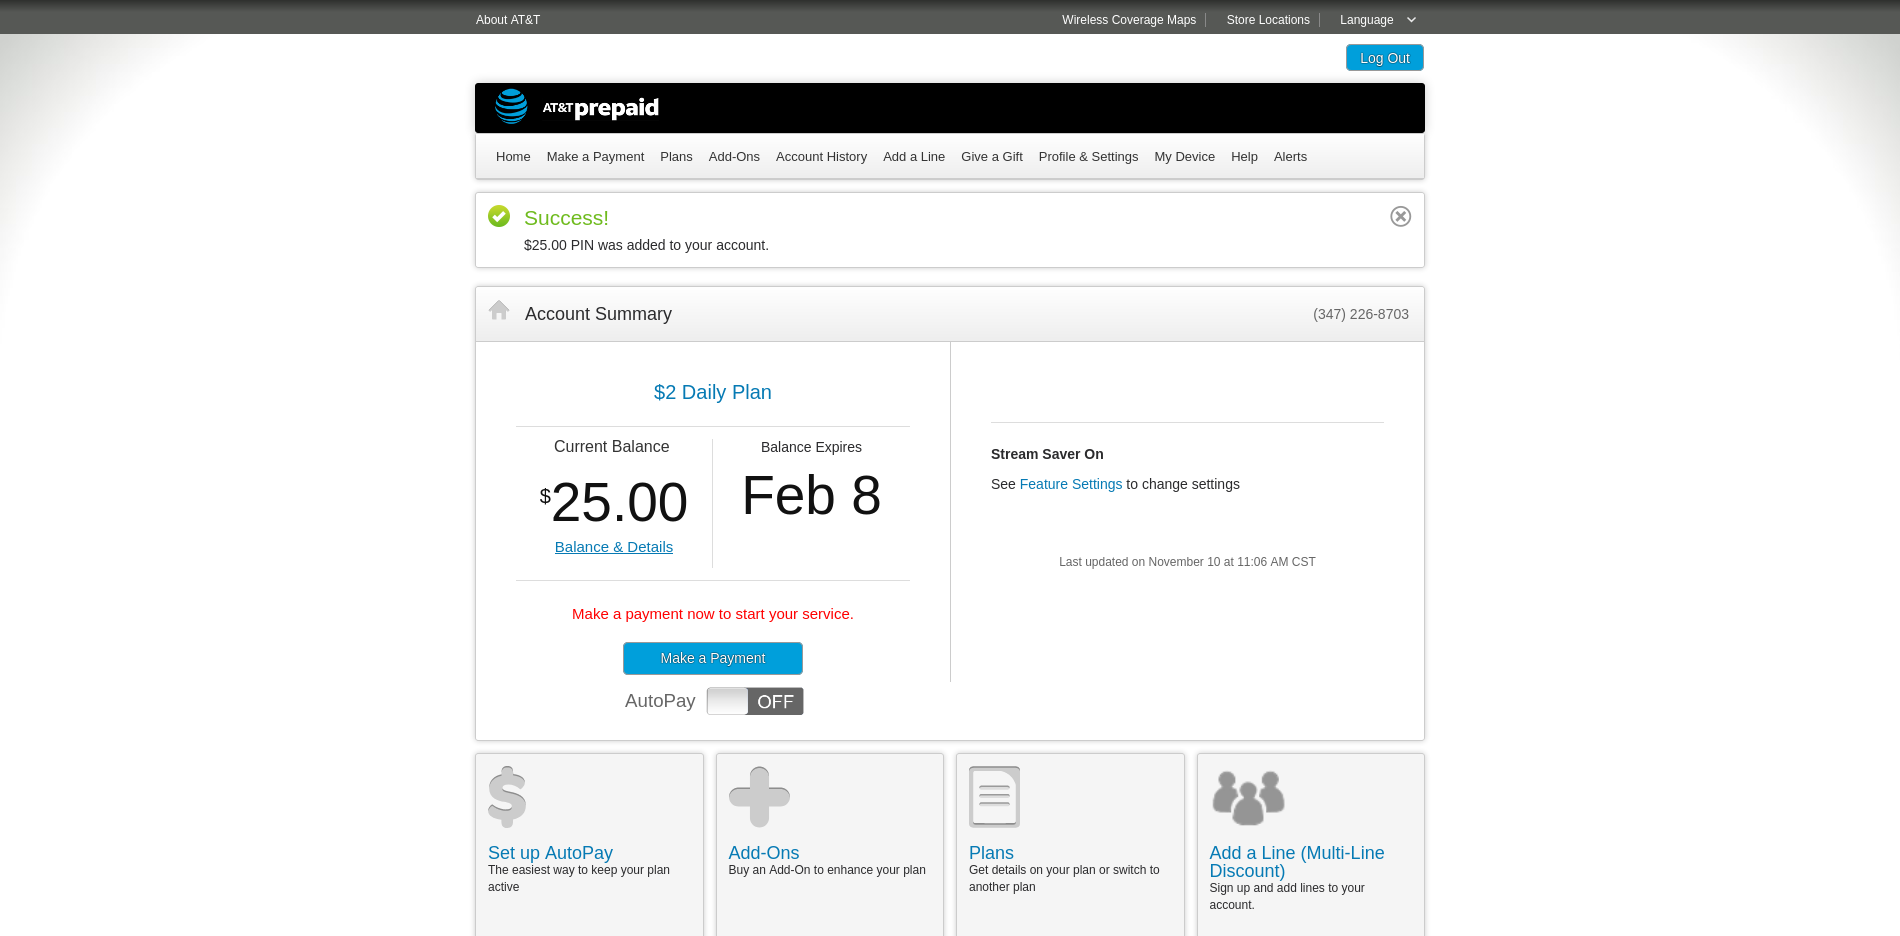 About AT&T
Wireless Coverage Maps
Store Locations
Language
Log Out
AT&T prepaid
Home
Make a Payment
Plans
Add-Ons
Account History
Add a Line
Give a Gift
Profile & Settings
My Device
Help
Alerts
Success!
$25.00 PIN was added to your account.
Account Summary
(347) 226-8703
$2 Daily Plan
Current Balance
$25.00
Balance & Details
Balance Expires
Feb 8
Make a payment now to start your service.
Make a Payment
AutoPay
OFF
Stream Saver On
See Feature Settings to change settings
Last updated on November 10 at 11:06 AM CST
Set up AutoPay
The easiest way to keep your plan
active
Add-Ons
Buy an Add-On to enhance your plan
Plans
Get details on your plan or switch to
another plan
Add a Line (Multi-Line
Discount)
Sign up and add lines to your
account.